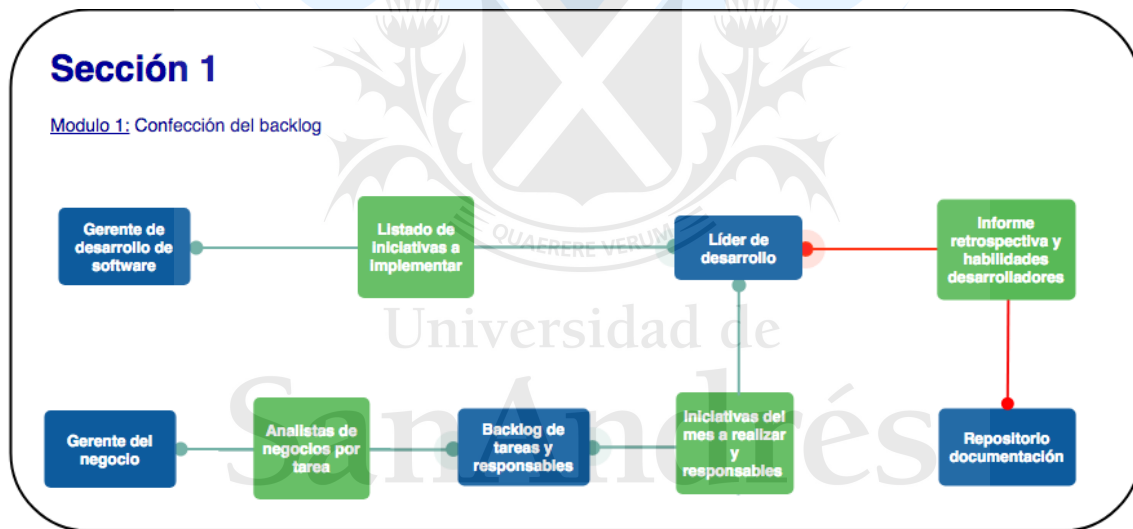 Sección 1
Modulo 1: Confección del backlog
Gerente de
desarrollo de
software
Listado de
iniciativas a
implementar
Líder de
desarrollo
Informe
retrospectiva y
habilidades
desarrolladores
QUAERERE VERUM
Universidad de
SanAndrés
Gerente del
negocio
Analistas de
negocios por
tarea
Backlog de
tareas y
responsables
Iniciativas del
mes a realizar
y
responsables
Repositorio
documentación